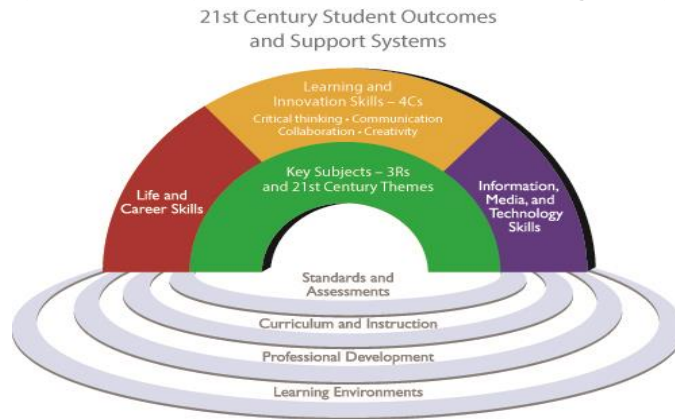 21st Century Student Outcomes
and Support Systems
Learning and
Innovation Skills – 4Cs
Critical thinking • Communication
Collaboration • Creativity
Key Subjects – 3Rs
and 21st Century Themes
Life and
Career Skills
Information,
Media, and
Technology
Skills
Standards and
Assessments
Curriculum and Instruction
Professional Development
Learning Environments